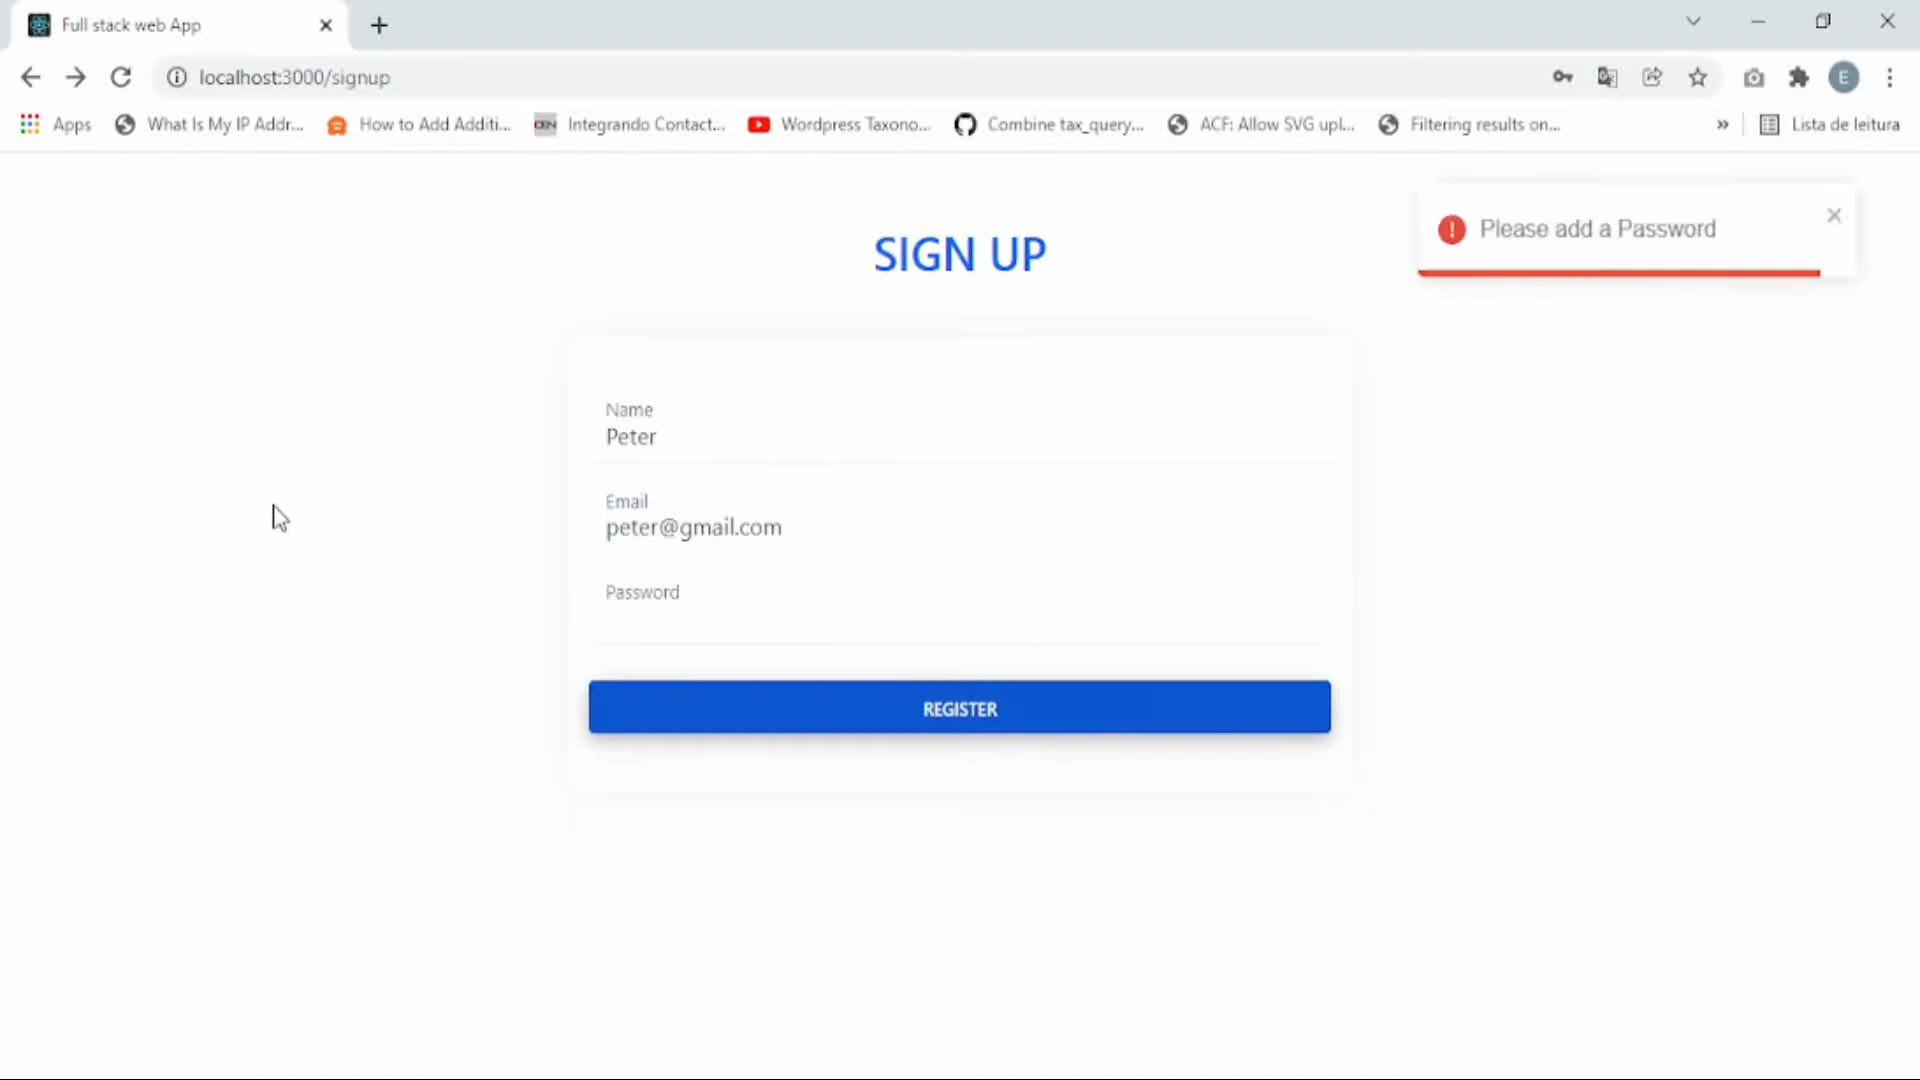 Full stack web App
localhost:3000/signup
E
Apps What Is My IP Addr... How to Add Additi... Integrando Contact... Wordpress Taxono... Combine tax_query... ACF: Allow SVG upl... Filtering results on... » Lista de leitura
Please add a Password
SIGN UP
Name
Peter
Email
peter@gmail.com
Password
REGISTER